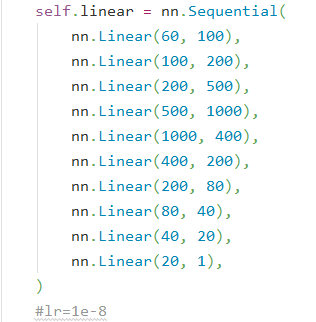 self.linear = nn.Sequential(
nn.Linear(60, 100),
nn.Linear(100, 200),
nn.Linear(200, 500),
nn.Linear(500, 1000),
nn.Linear(1000, 400),
nn.Linear(400, 200),
nn.Linear(200, 80),
nn.Linear(80, 40),
nn.Linear(40, 20),
nn.Linear(20, 1),
)
#lr=1e-8